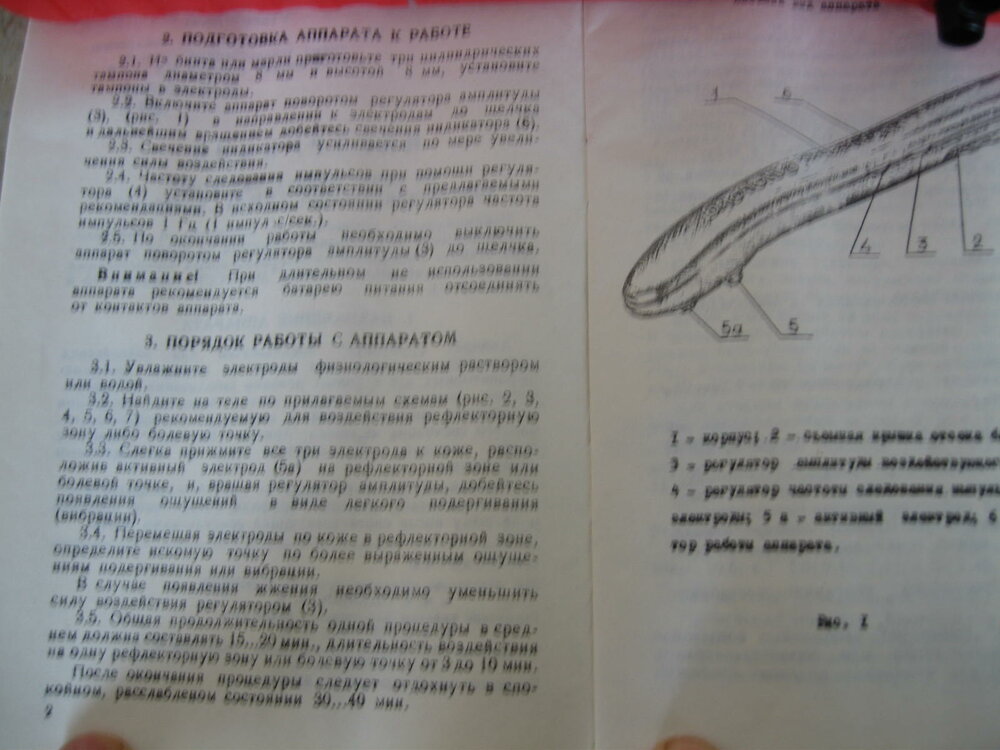 2. ПОДГОТОВКА АППАРАТА К РАБОТЕ
2.1. Из бинта или марли приготовьте три цилиндрических
тампона диаметром 8 мм и высотой 8 мм, установите
тампоны в электроды.
2.2. Включите аппарат поворотом регулятора амплитуды
(3), (рис. 1) в направлении к электродам до щелчка
и дальнейшим вращением добейтесь свечения индикатора (6).
2.3. Свечение индикатора усиливается по мере увели-
чения силы воздействия.
2.4. Частоту следования импульсов при помощи регуля-
тора (4) установите в соответствии с предлагаемыми
рекомендациями. В исходном состоянии регулятора частота
импульсов 1 Гц (1 импул .с/сек.).
2.5. По окончании работы необходимо выключить
аппарат поворотом регулятора амплитуды (3) до щелчка.
Внимание! При длительном не использовании
аппарата рекомендуется батарею питания отсоединять
от контактов аппарата.
3. ПОРЯДОК РАБОТЫ С АППАРАТОМ
3.1. Увлажните электроды физиологическим раствором
или водой.
3.2. Найдите на теле по прилагаемым схемам (рис. 2, 3,
4, 5, 6, 7) рекомендуемую для воздействия рефлекторную
зону либо болевую точку.
3.3. Слегка прижмите все три электрода к коже, распо-
ложив активный электрод (5а) на рефлекторной зоне или
болевой точке, и, вращая регулятор амплитуды, добейтесь
появления ощущений в виде легкого подергивания
(вибрации).
3.4. Перемещая электроды по коже в рефлекторной зоне,
определите искомую точку по более выраженным ощуще-
ниям подергивания или вибрации.
В случае появления жжения необходимо уменьшить
силу воздействия регулятором (3).
3.5. Общая продолжительность одной процедуры в сред-
нем должна составлять 15...20 мин., длительность воздействия
на одну рефлекторную зону или болевую точку от 3 до 10 мин.
После окончания процедуры следует отдохнуть в спо-
койном, расслабленом состоянии 30...40 мин.
2
аппарата
1
6
4
3
2
5а
5
1 - корпус; 2 - съемная крышка отсека
3 - регулятор амплитуды
4 - регулятор частоты следования
электроды; 5 а - активный электрод; 6
тор работы аппарата.
Рис. I